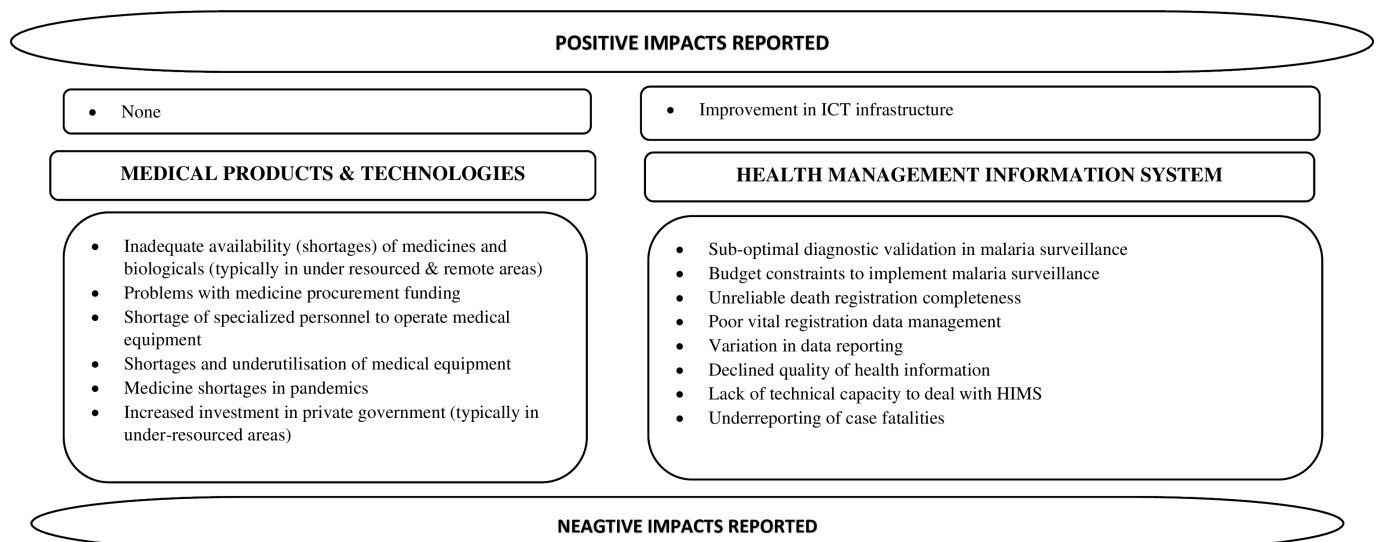 POSITIVE IMPACTS REPORTED
• None
• Improvement in ICT infrastructure
MEDICAL PRODUCTS & TECHNOLOGIES
HEALTH MANAGEMENT INFORMATION SYSTEM
• Inadequate availability (shortages) of medicines and
biologicals (typically in under resourced & remote areas)
• Problems with medicine procurement funding
• Shortage of specialized personnel to operate medical
equipment
• Shortages and underutilisation of medical equipment
• Medicine shortages in pandemics
• Increased investment in private government (typically in
under-resourced areas)
• Sub-optimal diagnostic validation in malaria surveillance
• Budget constraints to implement malaria surveillance
• Unreliable death registration completeness
• Poor vital registration data management
• Variation in data reporting
• Declined quality of health information
• Lack of technical capacity to deal with HIMS
• Underreporting of case fatalities
NEAGTIVE IMPACTS REPORTED